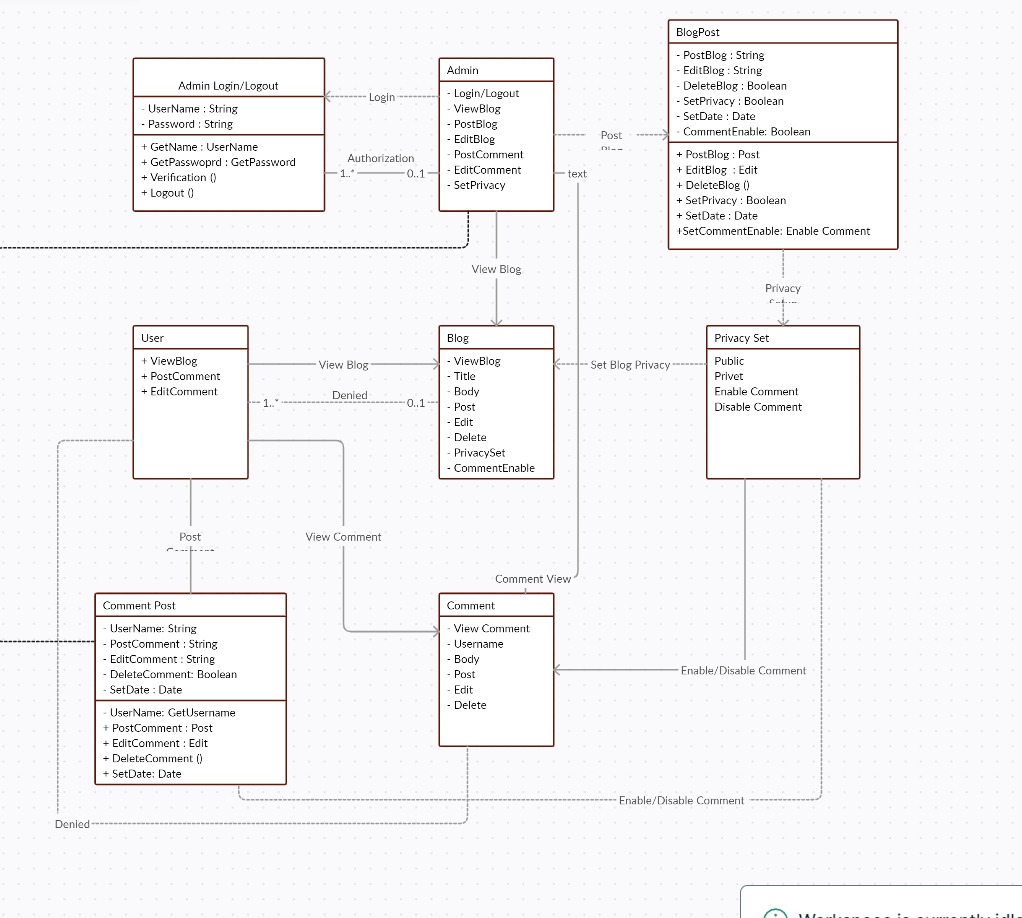 BlogPost
- PostBlog : String
- EditBlog : String
- DeleteBlog : Boolean
- SetPrivacy : Boolean
- SetDate : Date
- CommentEnable: Boolean
+ PostBlog : Post
+ EditBlog : Edit
+ DeleteBlog ()
+ SetPrivacy : Boolean
+ SetDate : Date
+SetCommentEnable: Enable Comment
Admin Login/Logout
- UserName : String
- Password : String
+ GetName : UserName
+ GetPasswoprd : GetPassword
+ Verification ()
+ Logout ()
Login
Authorization
1..*
0..1
Admin
- Login/Logout
- ViewBlog
- PostBlog
- EditBlog
- PostComment
- EditComment
- SetPrivacy
Post
text
View Blog
Privacy
User
+ ViewBlog
+ PostComment
+ EditComment
View Blog
Denied
1..*
0..1
Blog
- ViewBlog
- Title
- Body
- Post
- Edit
- Delete
- PrivacySet
- CommentEnable
Set Blog Privacy
Privacy Set
Public
Privet
Enable Comment
Disable Comment
Post
View Comment
Comment View
Comment Post
- UserName: String
- PostComment : String
- EditComment : String
- DeleteComment: Boolean
- SetDate : Date
- UserName: GetUsername
+ PostComment : Post
+ EditComment : Edit
+ DeleteComment ()
+ SetDate: Date
Comment
- View Comment
- Username
- Body
- Post
- Edit
- Delete
Enable/Disable Comment
Enable/Disable Comment
Denied
Workspace is currently